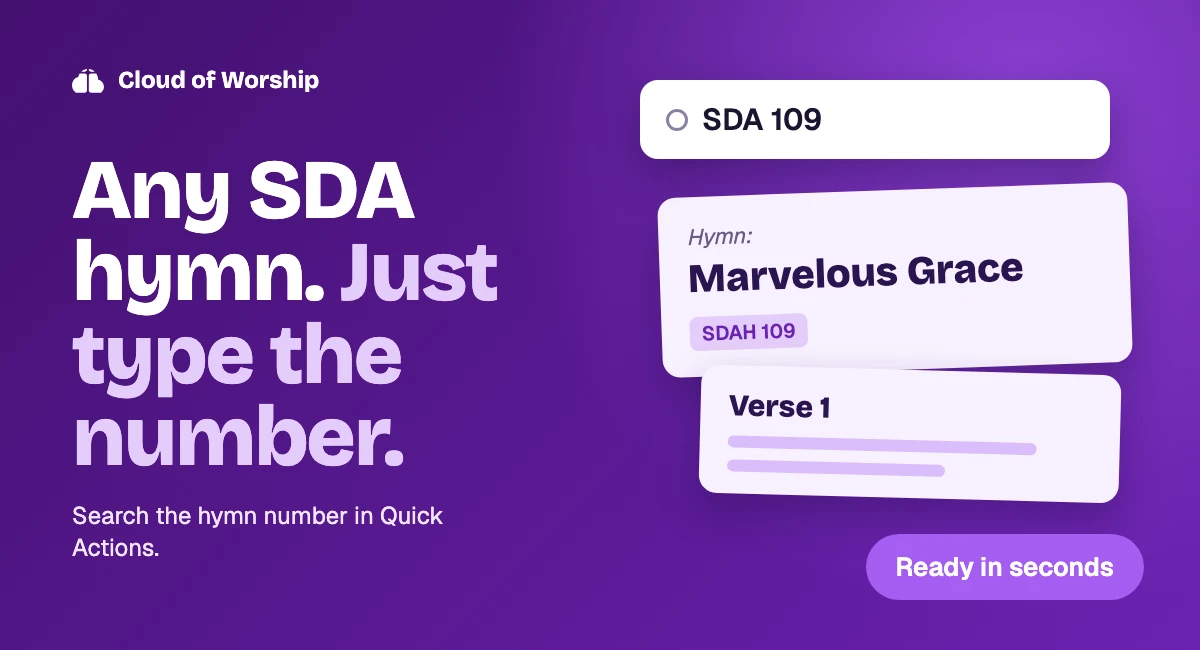 Cloud of Worship
Any SDA
hymn. Just
type the
number.
Search the hymn number in Quick
Actions.
SDA 109
Hymn:
Marvelous Grace
SDAH 109
Verse 1
Ready in seconds